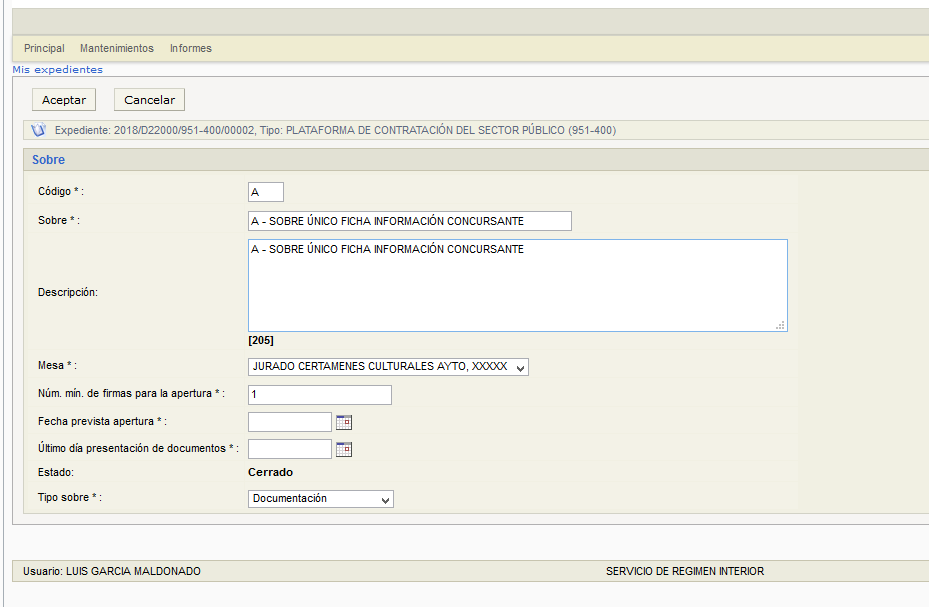 Principal Mantenimientos Informes
Mis expedientes
Aceptar Cancelar
Expediente: 2018/D22000/951-400/00002, Tipo: PLATAFORMA DE CONTRATACIÓN DEL SECTOR PÚBLICO (951-400)
Sobre
Código * : A
Sobre * : A - SOBRE ÚNICO FICHA INFORMACIÓN CONCURSANTE
A - SOBRE ÚNICO FICHA INFORMACIÓN CONCURSANTE
Descripción:
[205]
Mesa * : JURADO CERTAMENES CULTURALES AYTO, XXXXX
Núm. mín. de firmas para la apertura * : 1
Fecha prevista apertura * :
Último día presentación de documentos * :
Estado: Cerrado
Tipo sobre * : Documentación
Usuario: LUIS GARCIA MALDONADO SERVICIO DE REGIMEN INTERIOR